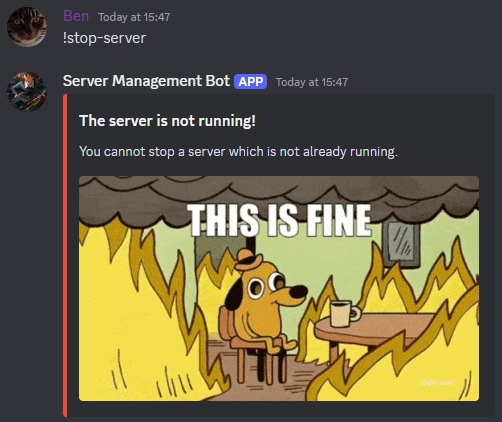 Ben Today at 15:47
!stop-server
Server Management Bot APP Today at 15:47
The server is not running!
You cannot stop a server which is not already running.
THIS IS FINE